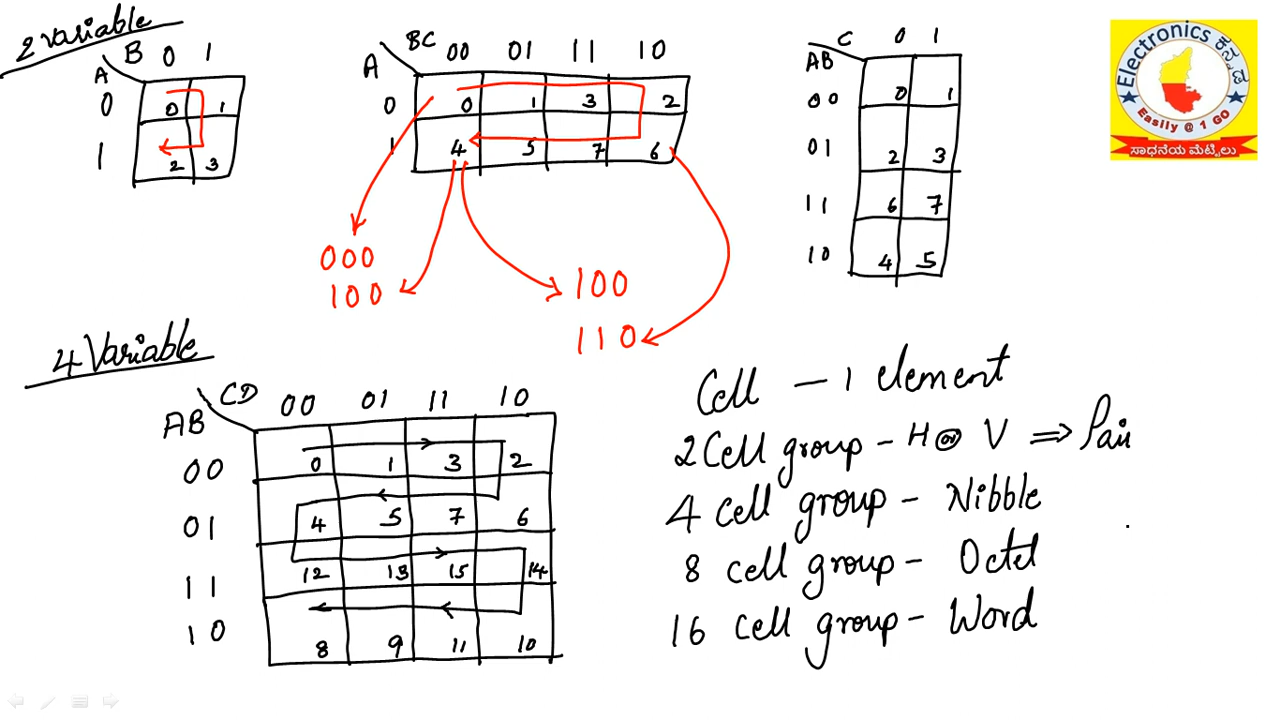 2 Variable
B 0 1
A
0 0 1
1 2 3
BC 00 01 11 10
A
0 0 1 3 2
1 4 5 7 6
000
100
100
110
C 0 1
AB
00 0 1
01 2 3
11 6 7
10 4 5
Electronics ಕನ್ನಡ
Easily @ 1 GO
ಸಾಧನೆಯ ಮೆಟ್ಟಿಲು
4 Variable
CD 00 01 11 10
AB
00 0 1 3 2
01 4 5 7 6
11 12 13 15 14
10 8 9 11 10
Cell - 1 element
2 Cell group - H or V ⇒ Pair
4 cell group - Nibble
8 cell group - Octet
16 cell group - Word